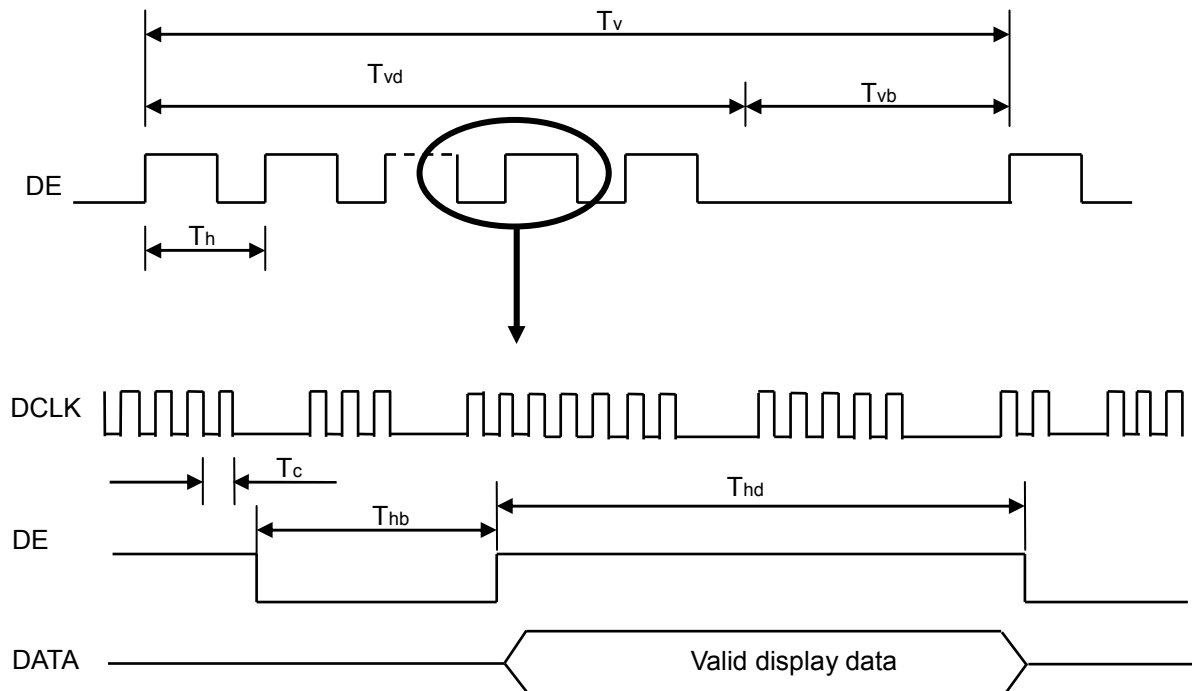 Tv
Tvd
Tvb
DE
Th
DCLK
Tc
Thd
Thb
DE
DATA
Valid display data